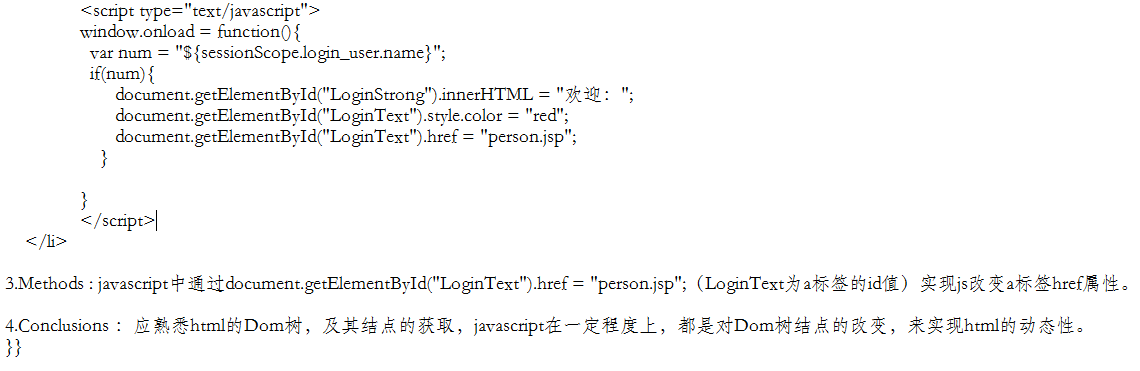 <script type="text/javascript">
window.onload = function(){
var num = "${sessionScope.login_user.name}";
if(num){
document.getElementById("LoginStrong").innerHTML = "欢迎：";
document.getElementById("LoginText").style.color = "red";
document.getElementById("LoginText").href = "person.jsp";
}
}
</script>
</li>
3.Methods : javascript中通过document.getElementById("LoginText").href = "person.jsp";（LoginText为a标签的id值）实现js改变a标签href属性。
4.Conclusions ：应熟悉html的Dom树，及其结点的获取，javascript在一定程度上，都是对Dom树结点的改变，来实现html的动态性。
}}